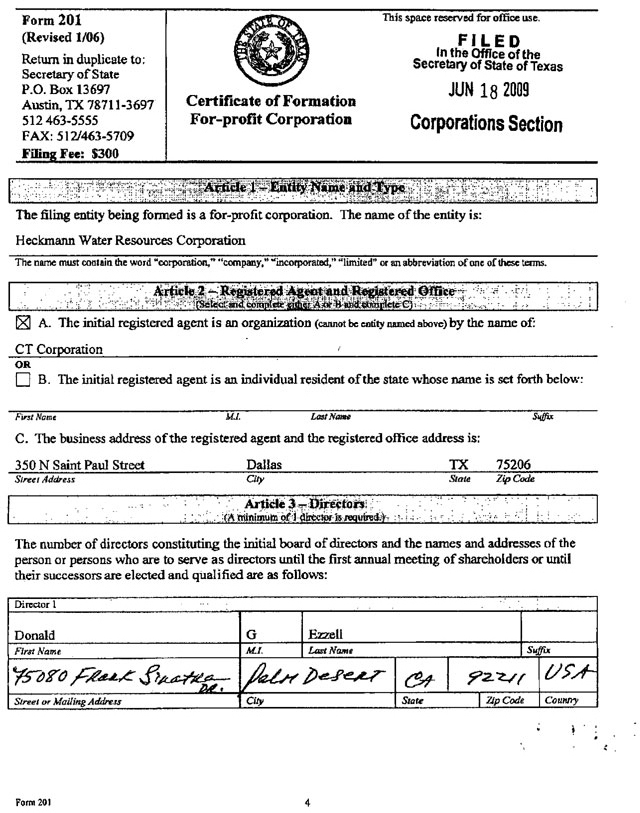 Form 201
(Revised 1/06)
Return in duplicate to:
Secretary of State
P.O. Box 13697
Austin, TX 78711-3697
512 463-5555
FAX: 512/463-5709
Filing Fee: $300
THE STATE OF TEXAS
Certificate of Formation
For-profit Corporation
This space reserved for office use.
FILED
In the Office of the
Secretary of State of Texas
JUN 18 2009
Corporations Section
Article 1 – Entity Name and Type
The filing entity being formed is a for-profit corporation. The name of the entity is:
Heckmann Water Resources Corporation
The name must contain the word "corporation," "company," "incorporated," "limited" or an abbreviation of one of these terms.
Article 2 – Registered Agent and Registered Office
(Select and complete either A or B and complete C)
A. The initial registered agent is an organization (cannot be entity named above) by the name of:
CT Corporation
OR
B. The initial registered agent is an individual resident of the state whose name is set forth below:
First Name M.I. Last Name Suffix
C. The business address of the registered agent and the registered office address is:
350 N Saint Paul Street Dallas TX 75206
Street Address City State Zip Code
Article 3 – Directors
(A minimum of 1 director is required.)
The number of directors constituting the initial board of directors and the names and addresses of the
person or persons who are to serve as directors until the first annual meeting of shareholders or until
their successors are elected and qualified are as follows:
Director 1
Donald G Ezzell
First Name M.I. Last Name Suffix
75080 Frank Sinatra DR. Palm Desert CA 92211 USA
Street or Mailing Address City State Zip Code Country
Form 201 4